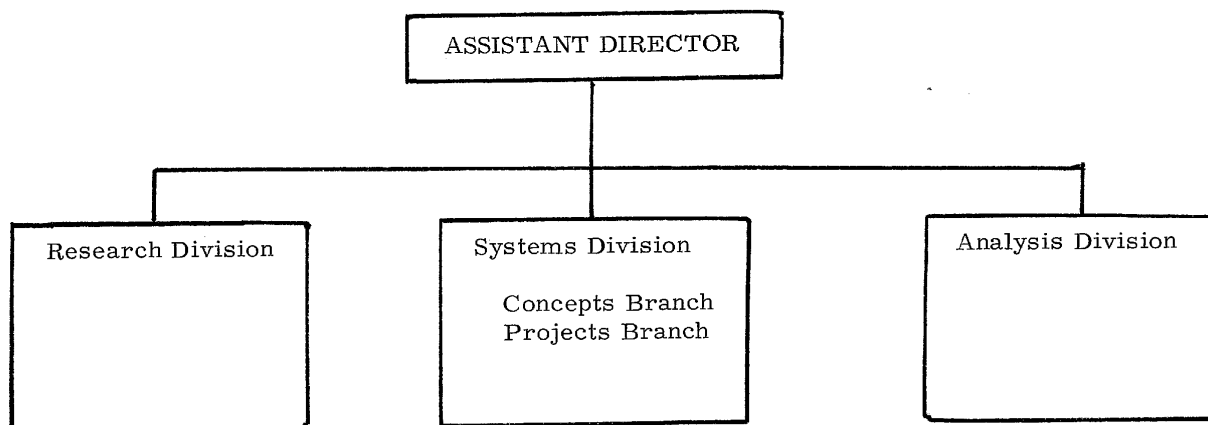 ASSISTANT DIRECTOR
Research Division
Systems Division
Concepts Branch
Projects Branch
Analysis Division